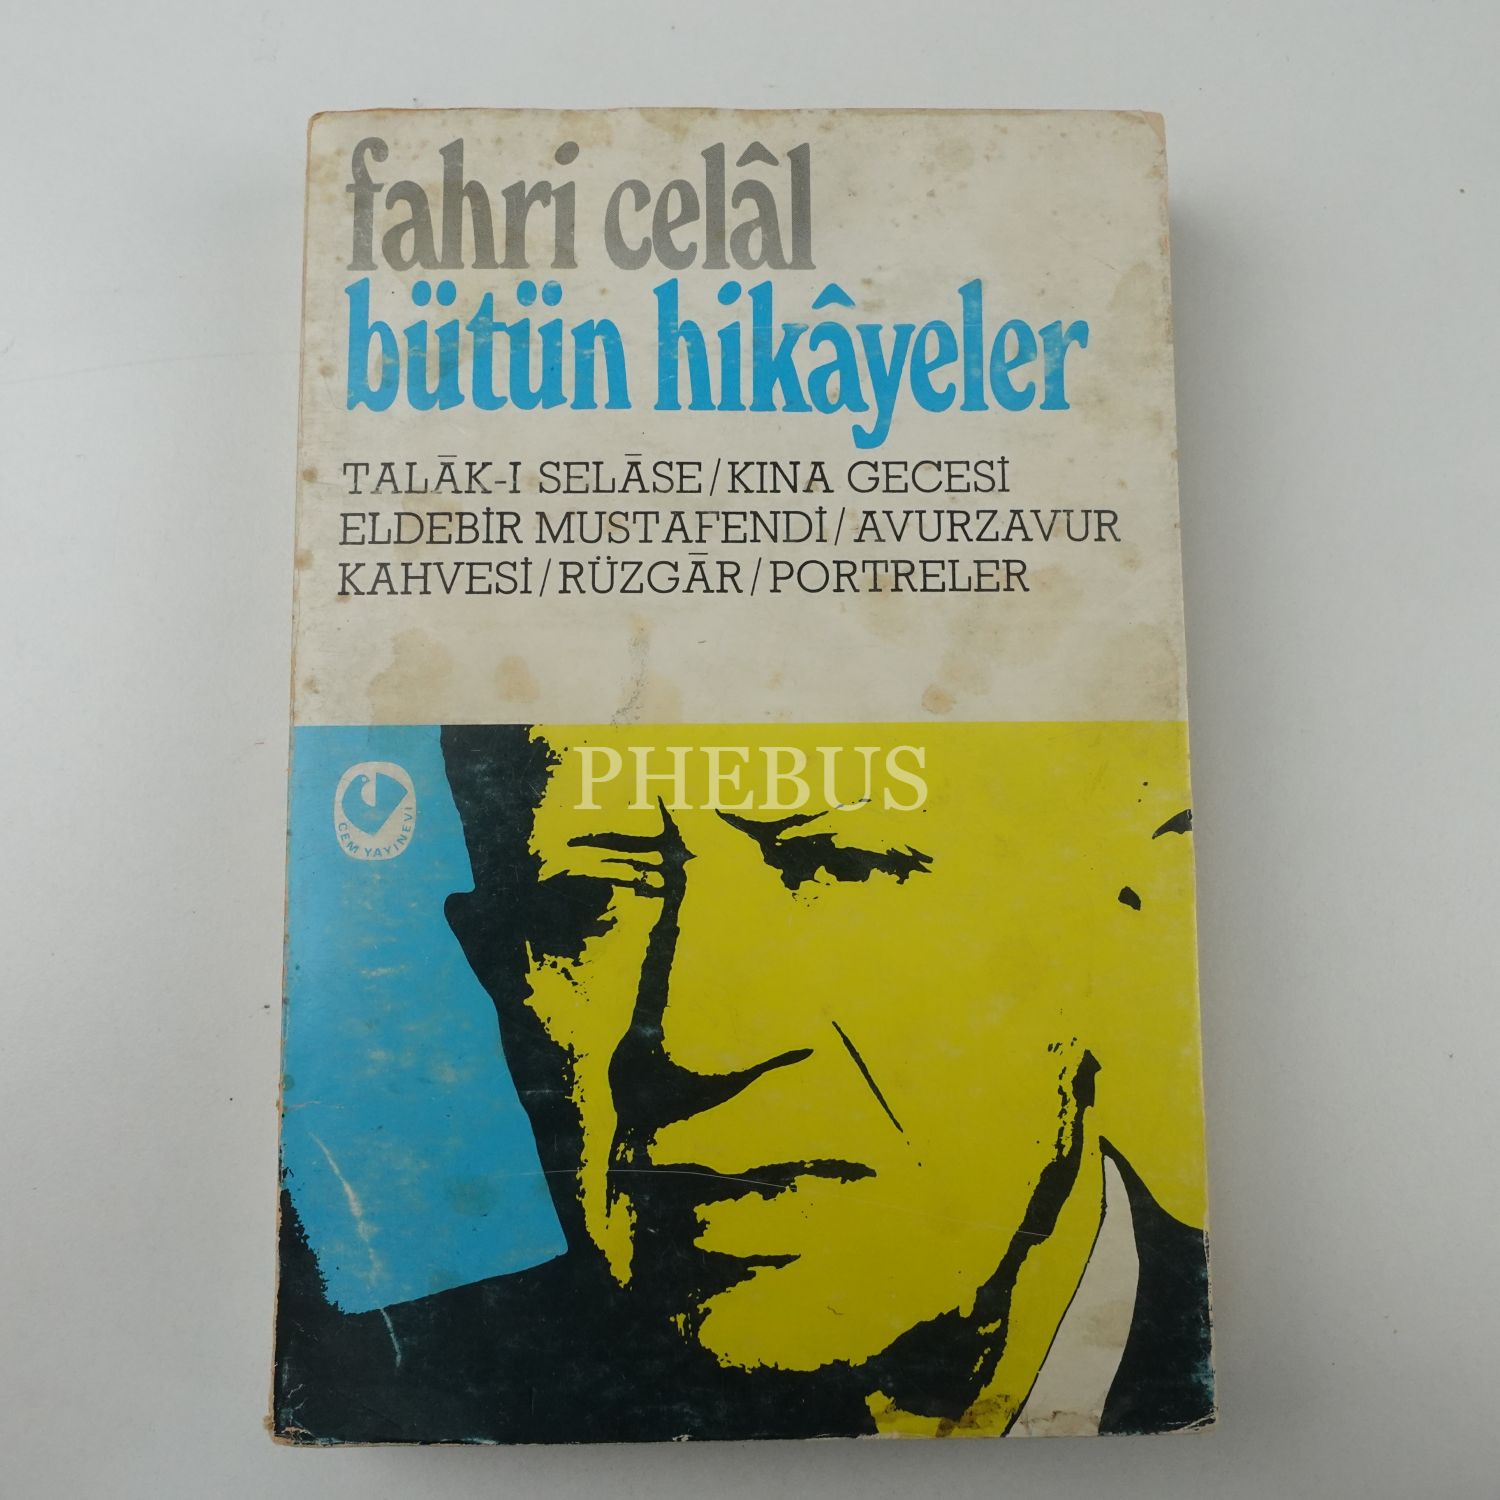 fahri celâl
bütün hikâyeler
TALĀK-I SELĀSE/KINA GECESİ
ELDEBİR MUSTAFENDİ/AVURZAVUR
KAHVESİ/RÜZGĀR/PORTRELER
PHEBUS
CEM YAYINEVİ